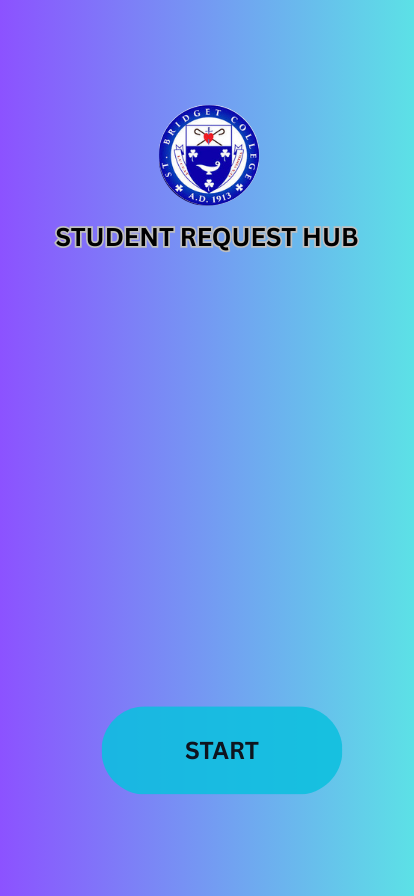 ST. BRIDGET COLLEGE
A.D. 1913
STUDENT REQUEST HUB
START